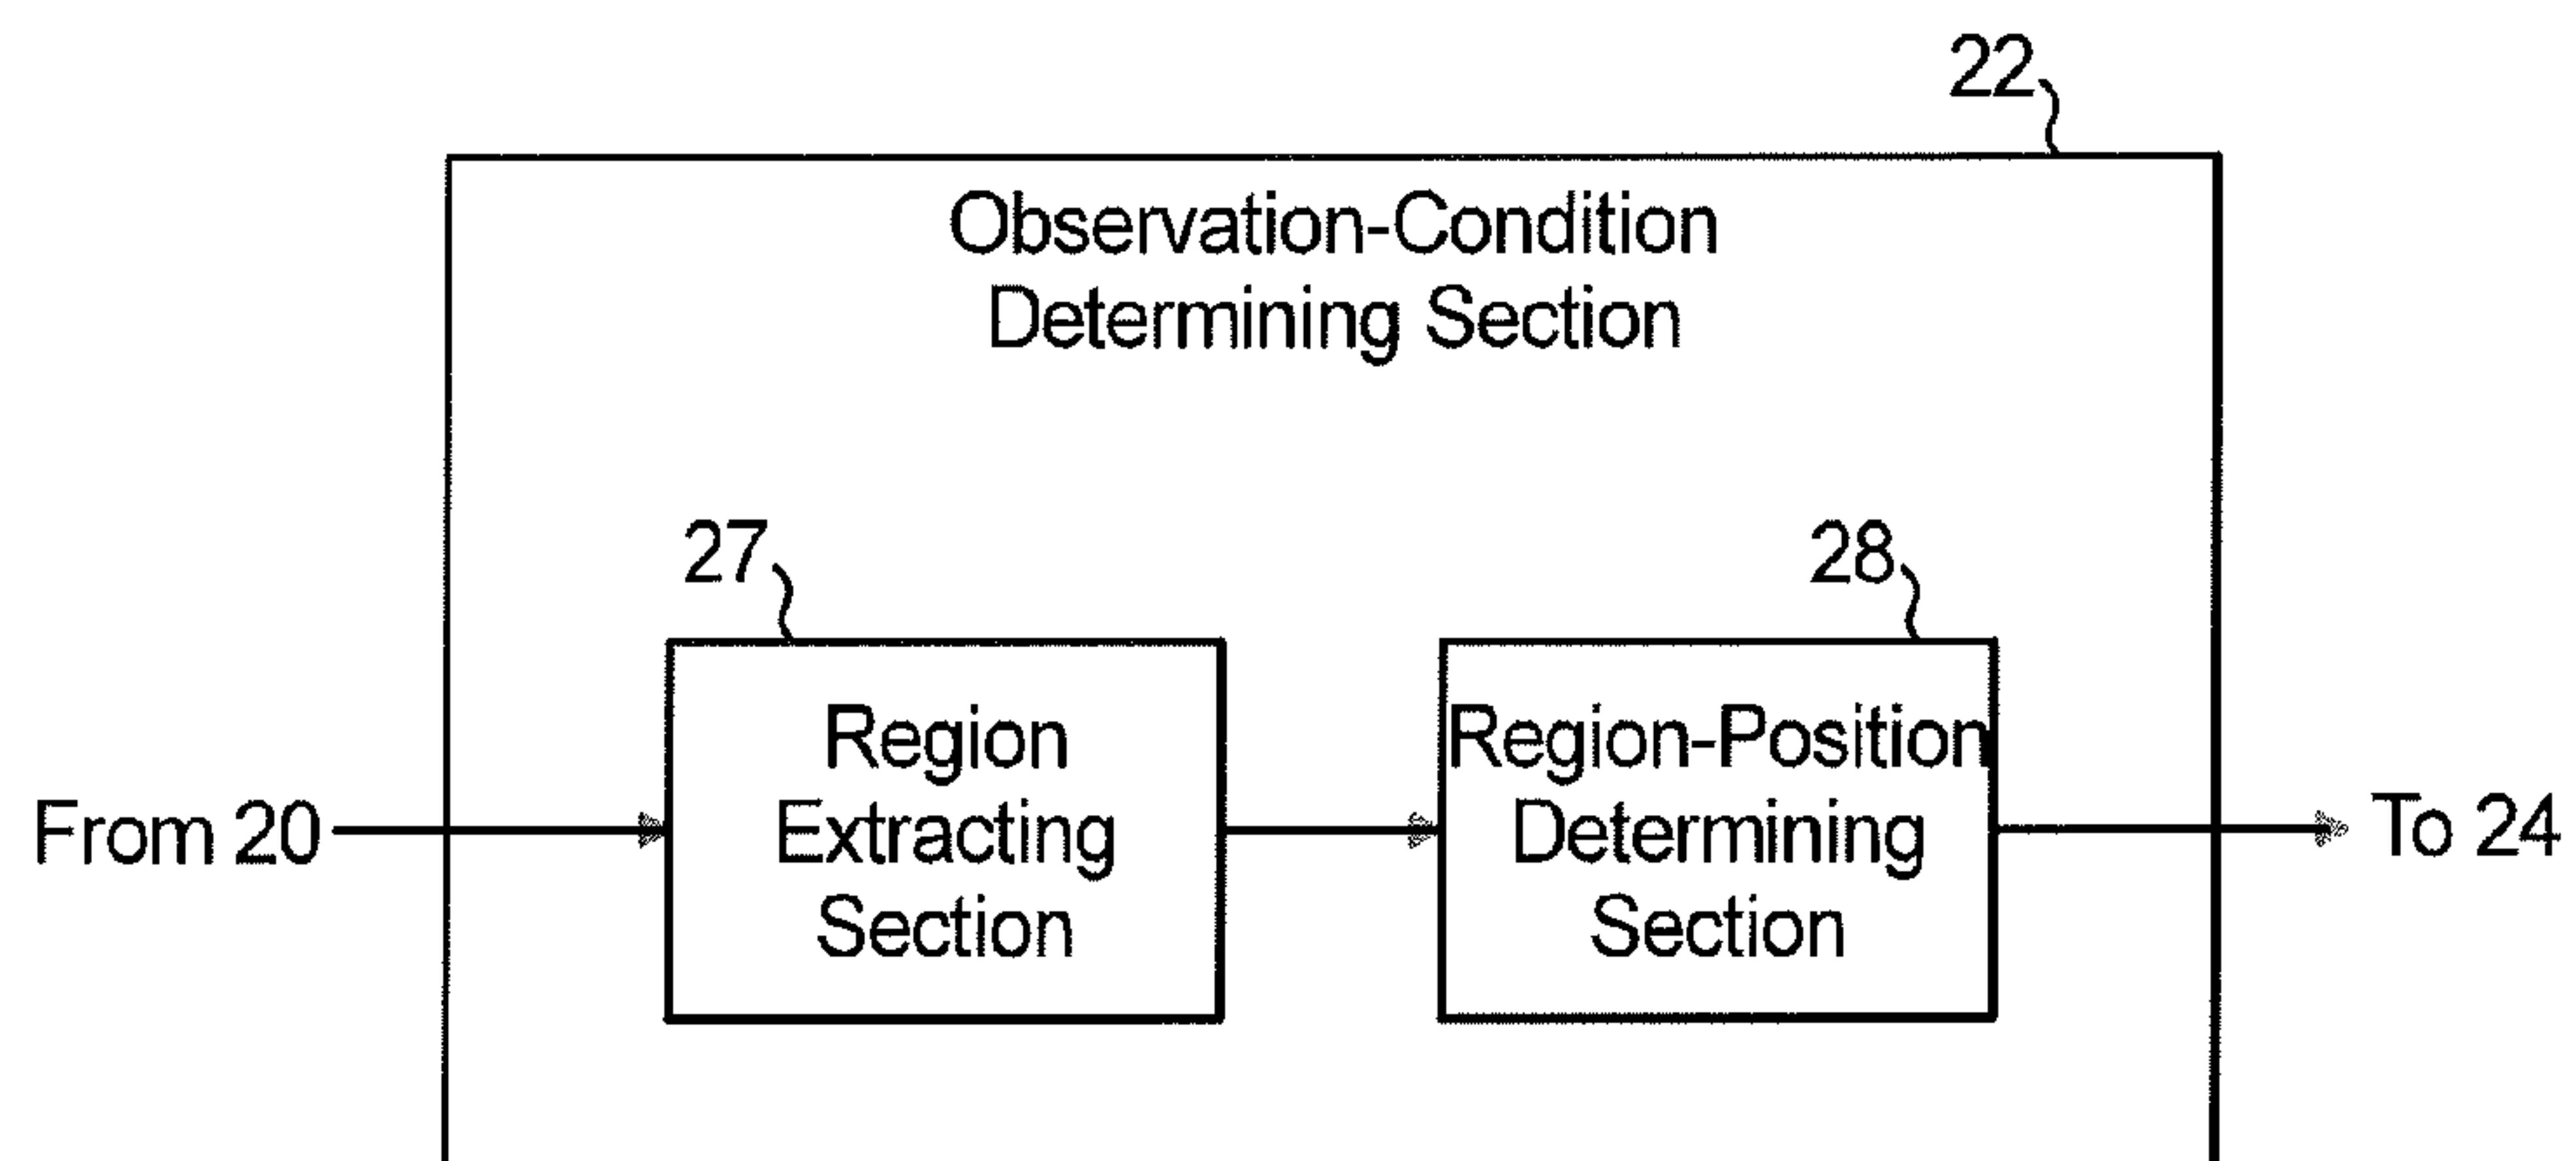 22
Observation-Condition
Determining Section
27
28
Region
Extracting
Section
Region-Position
Determining
Section
From 20
To 24